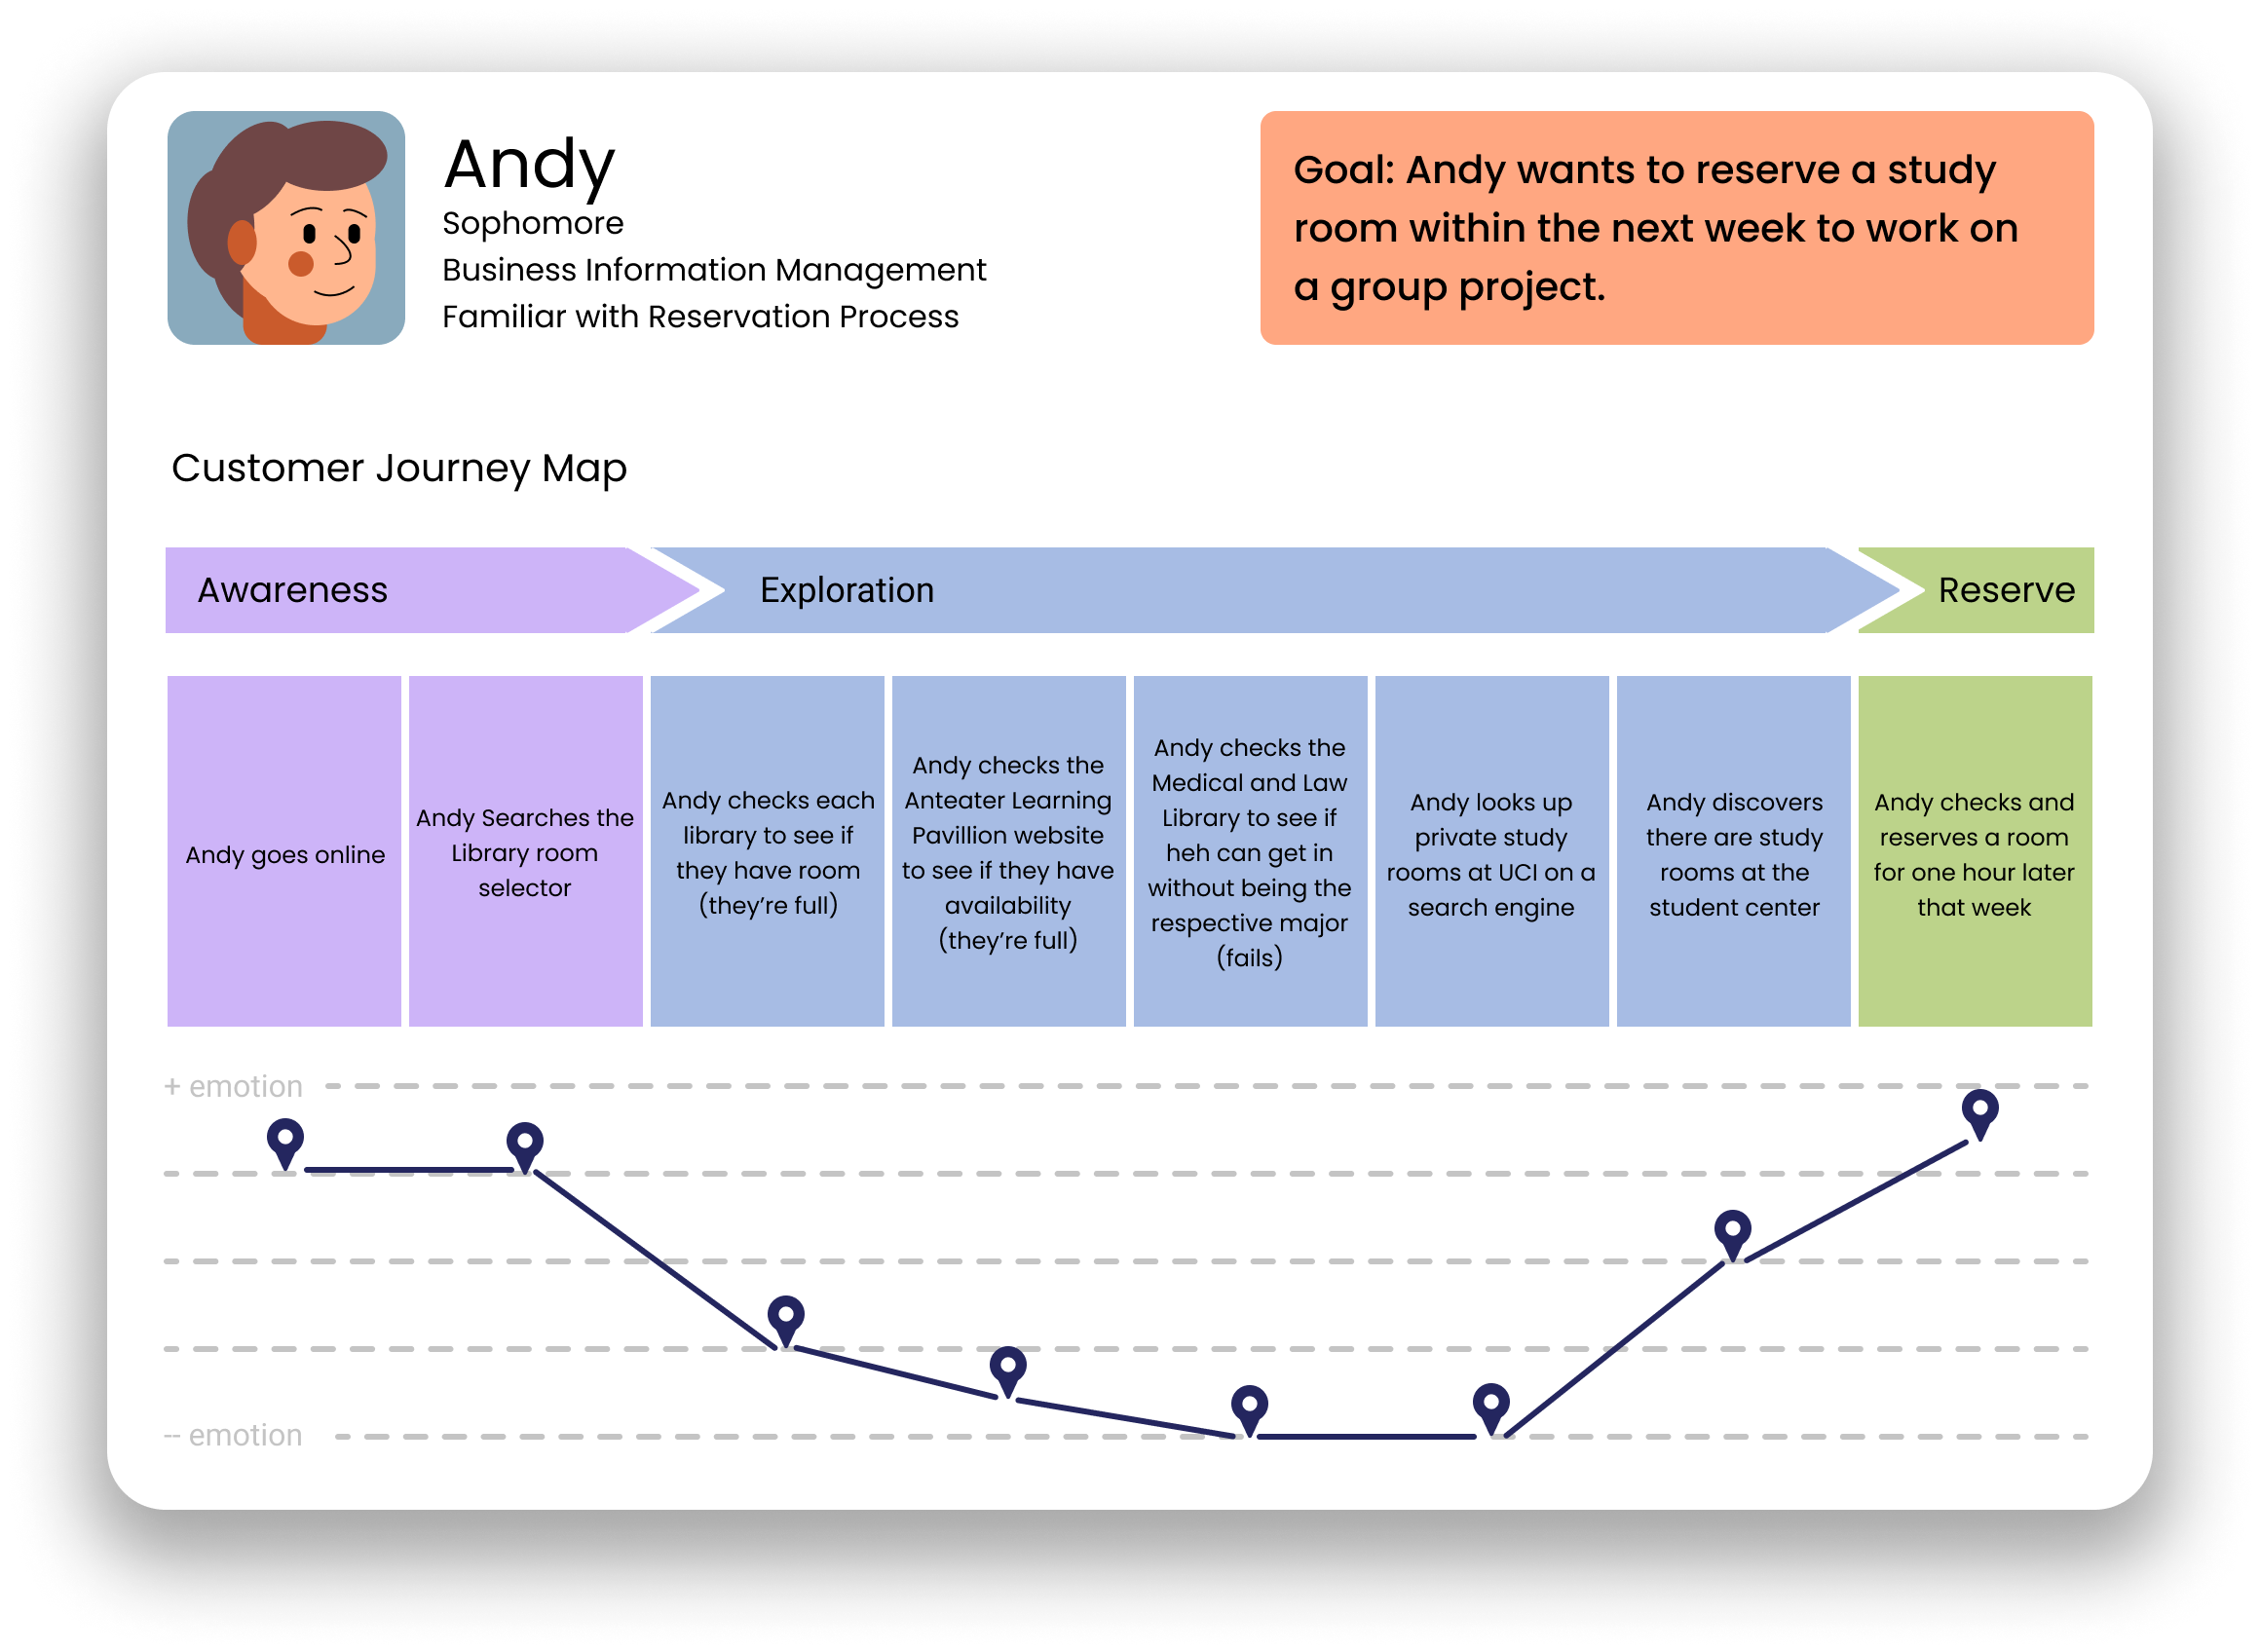 Andy
Sophomore
Business Information Management
Familiar with Reservation Process
Goal: Andy wants to reserve a study
room within the next week to work on
a group project.
Customer Journey Map
Awareness
Exploration
Reserve
Andy goes online
Andy Searches the
Library room
selector
Andy checks each
library to see if
they have room
(they're full)
Andy checks the
Anteater Learning
Pavillion website
to see if they have
availability
(they're full)
Andy checks the
Medical and Law
Library to see if
heh can get in
without being the
respective major
(fails)
Andy looks up
private study
rooms at UCI on a
search engine
Andy discovers
there are study
rooms at the
student center
Andy checks and
reserves a room
for one hour later
that week
+ emotion
-- emotion